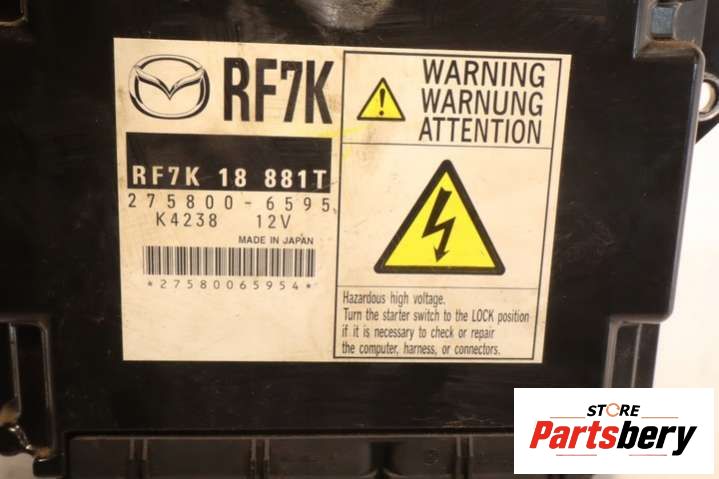 RF7K
RF7K 18 881T
275800-6595
K4238 12V
MADE IN JAPAN
*27580065954*
WARNING
WARNUNG
ATTENTION
Hazardous high voltage.
Turn the starter switch to the LOCK position
if it is necessary to check or repair
the computer, harness, or connectors.
STORE
Partsbery